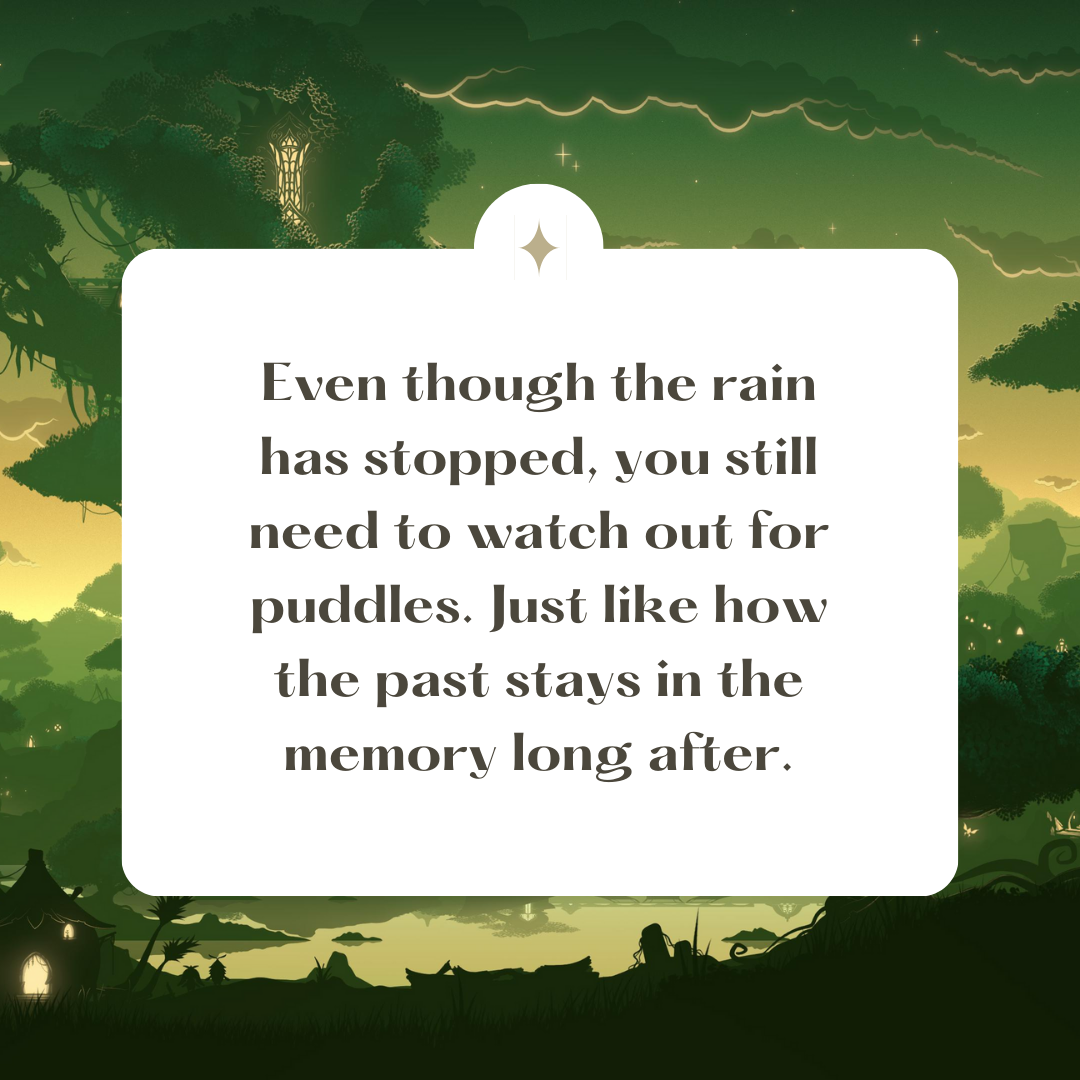 Even though the rain
has stopped, you still
need to watch out for
puddles. Just like how
the past stays in the
memory long after.